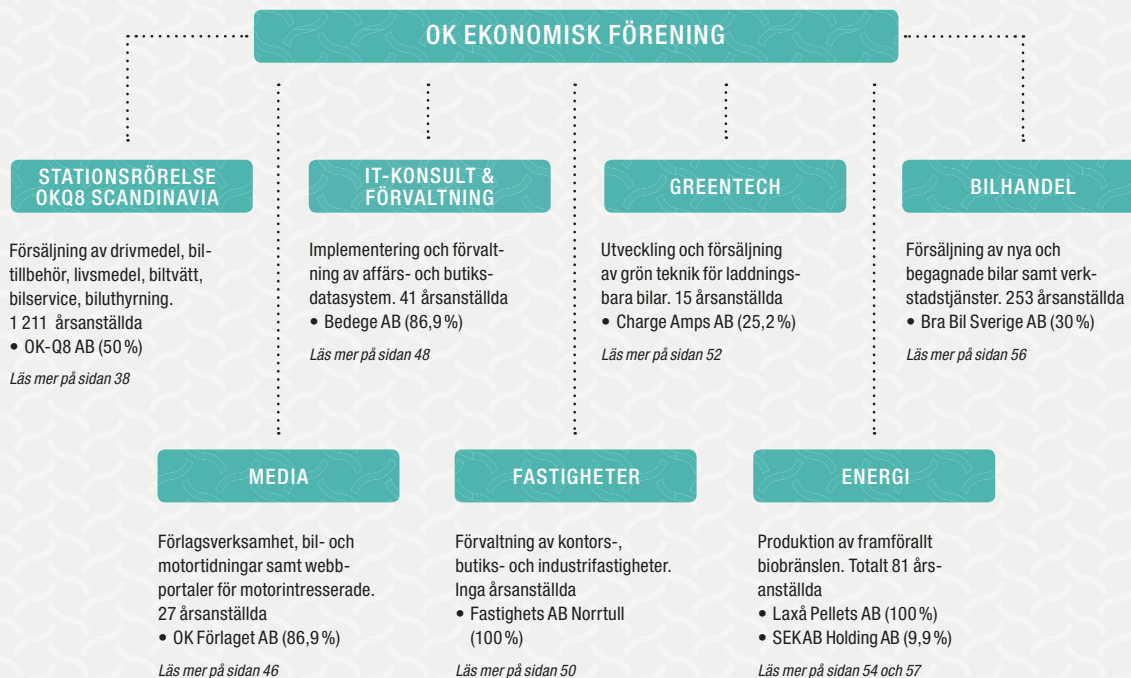 OK EKONOMISK FÖRENING
STATIONSRÖRELSE
OKQ8 SCANDINAVIA
Försäljning av drivmedel, bil-
tillbehör, livsmedel, biltvätt,
bilservice, biluthyrning.
1 211 årsanställda
• OK-Q8 AB (50 %)
Läs mer på sidan 38
IT-KONSULT &
FÖRVALTNING
Implementering och förvalt-
ning av affärs- och butiks-
datasystem. 41 årsanställda
• Bedege AB (86,9 %)
Läs mer på sidan 48
GREENTECH
Utveckling och försäljning
av grön teknik för laddnings-
bara bilar. 15 årsanställda
• Charge Amps AB (25,2 %)
Läs mer på sidan 52
BILHANDEL
Försäljning av nya och
begagnade bilar samt verk-
stadstjänster. 253 årsanställda
• Bra Bil Sverige AB (30 %)
Läs mer på sidan 56
MEDIA
Förlagsverksamhet, bil- och
motortidningar samt webb-
portaler för motorintresserade.
27 årsanställda
• OK Förlaget AB (86,9 %)
Läs mer på sidan 46
FASTIGHETER
Förvaltning av kontors-,
butiks- och industrifastigheter.
Inga årsanställda
• Fastighets AB Norrtull
(100 %)
Läs mer på sidan 50
ENERGI
Produktion av framförallt
biobränslen. Totalt 81 års-
anställda
• Laxå Pellets AB (100 %)
• SEKAB Holding AB (9,9 %)
Läs mer på sidan 54 och 57